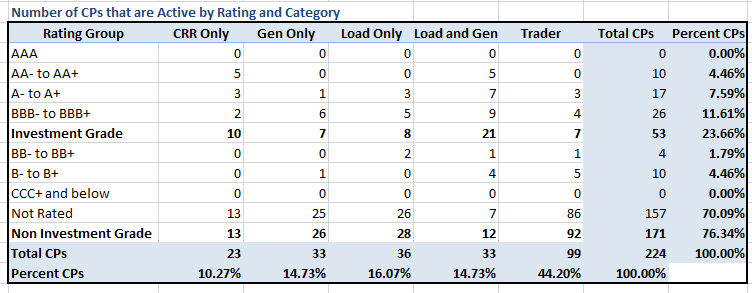 Number of CPs that are Active by Rating and Category
Rating Group CRR Only Gen Only Load Only Load and Gen Trader Total CPs Percent CPs
AAA 0 0 0 0 0 0 0.00%
AA- to AA+ 5 0 0 5 0 10 4.46%
A- to A+ 3 1 3 7 3 17 7.59%
BBB- to BBB+ 2 6 5 9 4 26 11.61%
Investment Grade 10 7 8 21 7 53 23.66%
BB- to BB+ 0 0 2 1 1 4 1.79%
B- to B+ 0 1 0 4 5 10 4.46%
CCC+ and below 0 0 0 0 0 0 0.00%
Not Rated 13 25 26 7 86 157 70.09%
Non Investment Grade 13 26 28 12 92 171 76.34%
Total CPs 23 33 36 33 99 224 100.00%
Percent CPs 10.27% 14.73% 16.07% 14.73% 44.20% 100.00%